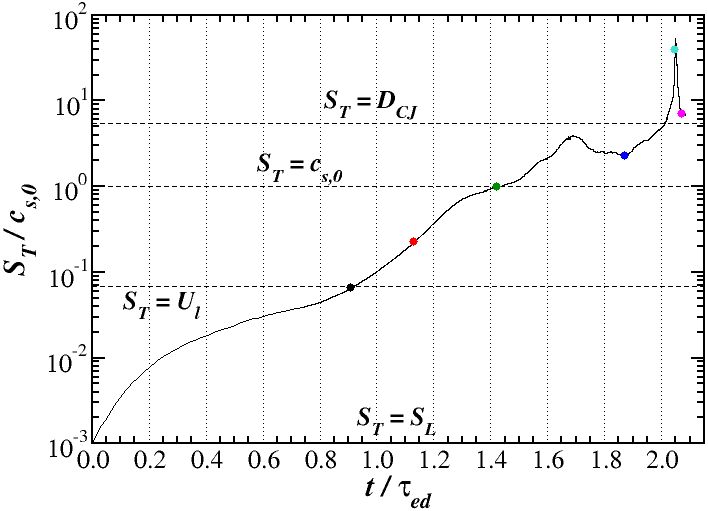 10^2
S_T = D_CJ
10^1
S_T = c_s,0
10^0
S_T / c_s,0
10^-1
S_T = U_l
10^-2
S_T = S_L
10^-3
0.0 0.2 0.4 0.6 0.8 1.0 1.2 1.4 1.6 1.8 2.0
t / τ_ed